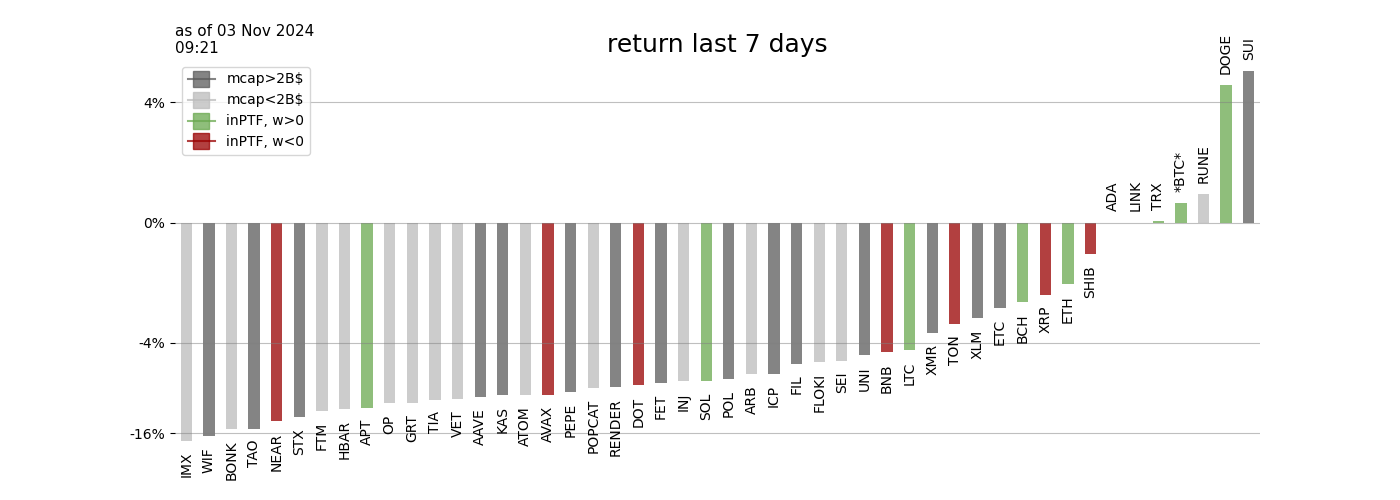 as of 03 Nov 2024
09:21
return last 7 days
mcap>2B$
mcap<2B$
inPTF, w>0
inPTF, w<0
4%
0%
-4%
-16%
IMX
WIF
BONK
TAO
NEAR
STX
FTM
HBAR
APT
OP
GRT
TIA
VET
AAVE
KAS
ATOM
AVAX
PEPE
POPCAT
RENDER
DOT
FET
INJ
SOL
POL
ARB
ICP
FIL
FLOKI
SEI
UNI
BNB
LTC
XMR
TON
XLM
ETC
BCH
XRP
ETH
SHIB
ADA
LINK
TRX
*BTC*
RUNE
DOGE
SUI